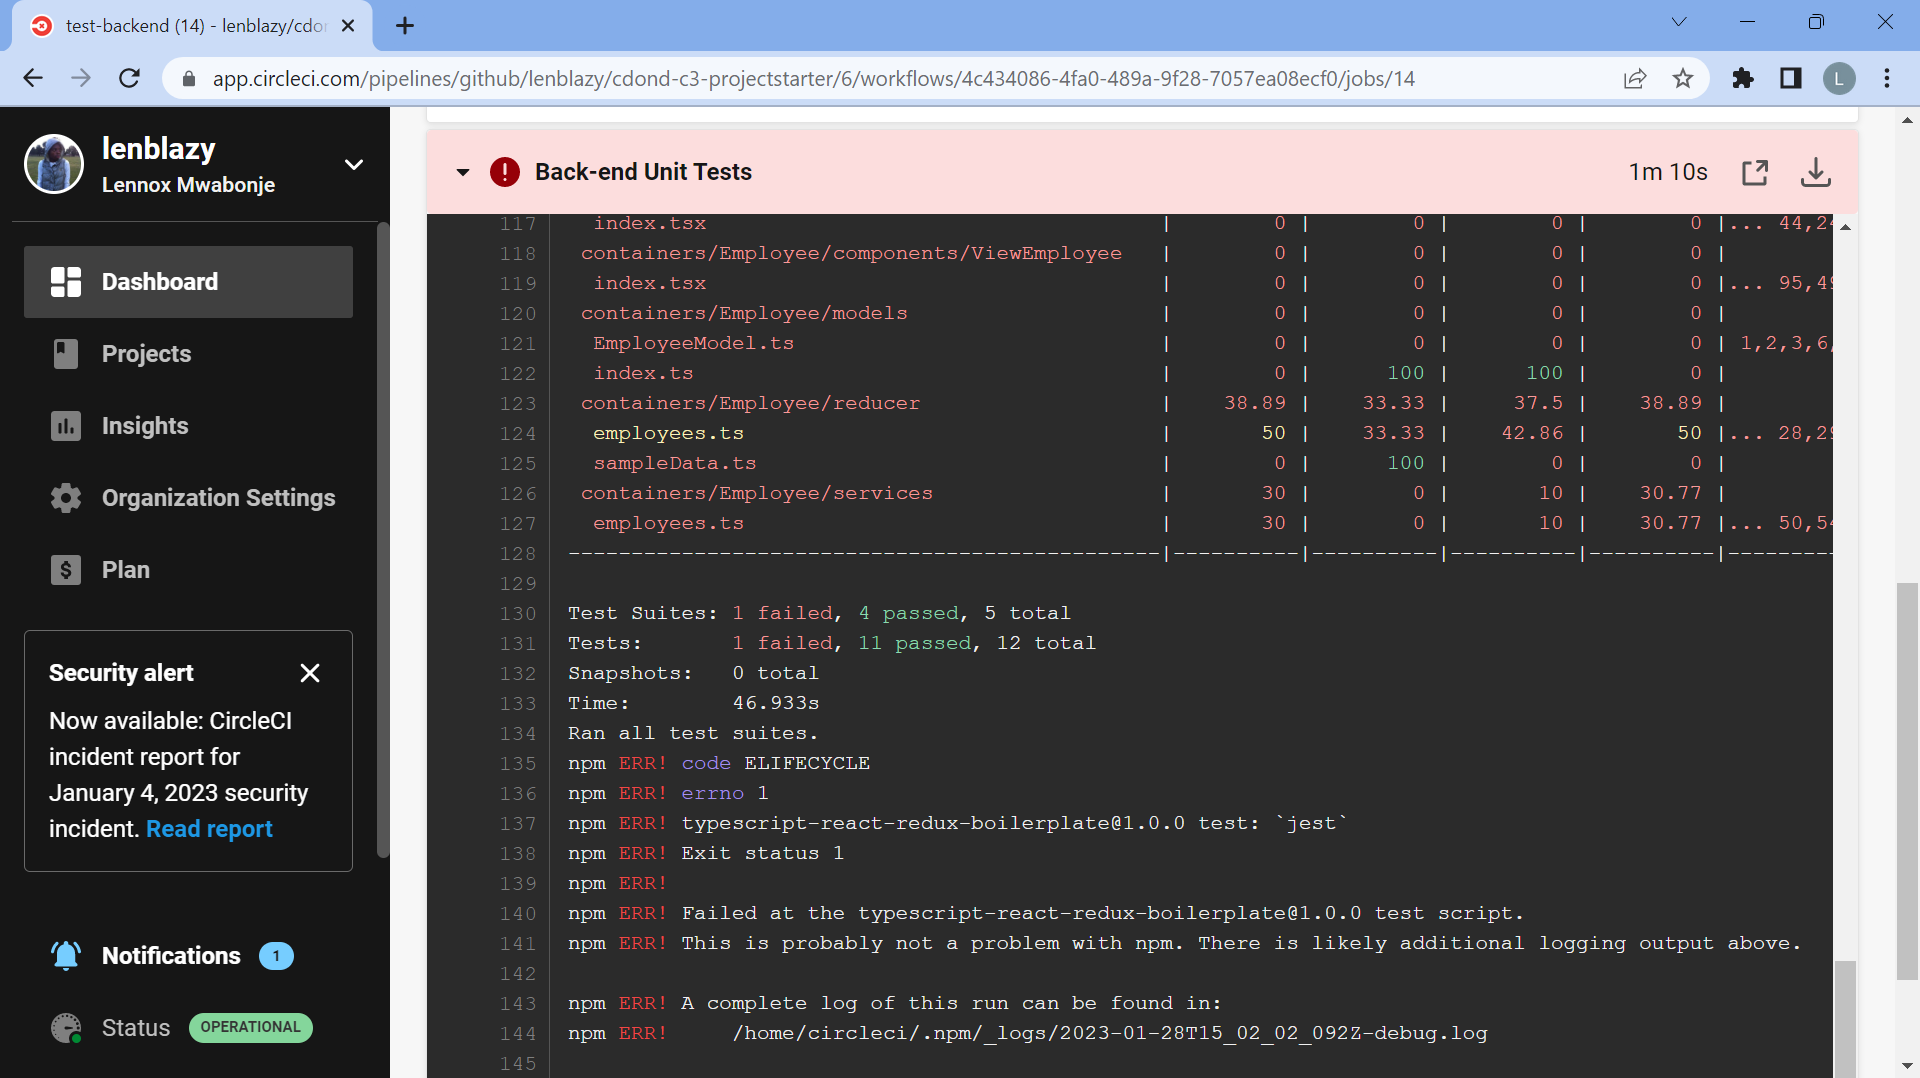 test-backend (14) - lenblazy/cdo
app.circleci.com/pipelines/github/lenblazy/cdond-c3-projectstarter/6/workflows/4c434086-4fa0-489a-9f28-7057ea08ecf0/jobs/14
L
lenblazy
Lennox Mwabonje
Dashboard
Projects
Insights
Organization Settings
Plan
Security alert
Now available: CircleCI
incident report for
January 4, 2023 security
incident. Read report
Notifications 1
Status OPERATIONAL
Back-end Unit Tests 1m 10s
117 index.tsx | 0 | 0 | 0 | 0 |... 44,24
118 containers/Employee/components/ViewEmployee | 0 | 0 | 0 | 0 |
119 index.tsx | 0 | 0 | 0 | 0 |... 95,49
120 containers/Employee/models | 0 | 0 | 0 | 0 |
121 EmployeeModel.ts | 0 | 0 | 0 | 0 | 1,2,3,6,
122 index.ts | 0 | 100 | 100 | 0 |
123 containers/Employee/reducer | 38.89 | 33.33 | 37.5 | 38.89 |
124 employees.ts | 50 | 33.33 | 42.86 | 50 |... 28,29
125 sampleData.ts | 0 | 100 | 0 | 0 |
126 containers/Employee/services | 30 | 0 | 10 | 30.77 |
127 employees.ts | 30 | 0 | 10 | 30.77 |... 50,54
128 -----------------------------------------------|----------|----------|----------|----------|---------
129
130 Test Suites: 1 failed, 4 passed, 5 total
131 Tests: 1 failed, 11 passed, 12 total
132 Snapshots: 0 total
133 Time: 46.933s
134 Ran all test suites.
135 npm ERR! code ELIFECYCLE
136 npm ERR! errno 1
137 npm ERR! typescript-react-redux-boilerplate@1.0.0 test: `jest`
138 npm ERR! Exit status 1
139 npm ERR!
140 npm ERR! Failed at the typescript-react-redux-boilerplate@1.0.0 test script.
141 npm ERR! This is probably not a problem with npm. There is likely additional logging output above.
142
143 npm ERR! A complete log of this run can be found in:
144 npm ERR! /home/circleci/.npm/_logs/2023-01-28T15_02_02_092Z-debug.log
145